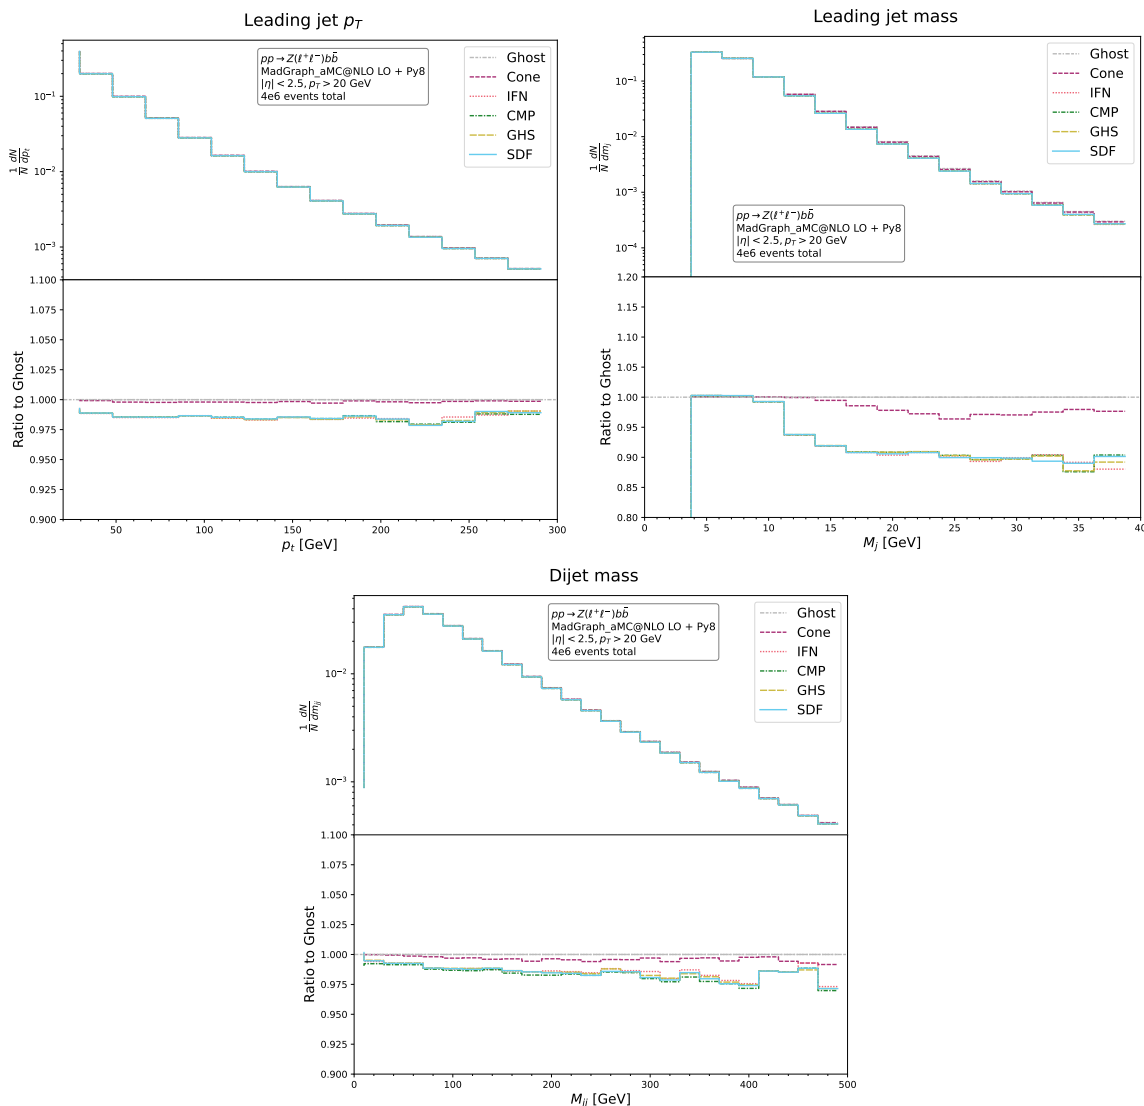 Leading jet $p_T$
$pp \to Z(\ell^+\ell^-)b\bar{b}$
MadGraph_aMC@NLO LO + Py8
$|\eta| < 2.5, p_T > 20$ GeV
4e6 events total
Ghost
Cone
IFN
CMP
GHS
SDF
$10^{-1}$
$10^{-2}$
$10^{-3}$
$\frac{1}{N}\frac{dN}{dp_t}$
1.100
1.075
1.050
1.025
1.000
0.975
0.950
0.925
0.900
Ratio to Ghost
50 100 150 200 250 300
$p_t$ [GeV]
Leading jet mass
Ghost
Cone
IFN
CMP
GHS
SDF
$pp \to Z(\ell^+\ell^-)b\bar{b}$
MadGraph_aMC@NLO LO + Py8
$|\eta| < 2.5, p_T > 20$ GeV
4e6 events total
$10^{-1}$
$10^{-2}$
$10^{-3}$
$10^{-4}$
$\frac{1}{N}\frac{dN}{dm_j}$
1.20
1.15
1.10
1.05
1.00
0.95
0.90
0.85
0.80
Ratio to Ghost
0 5 10 15 20 25 30 35 40
$M_j$ [GeV]
Dijet mass
$pp \to Z(\ell^+\ell^-)b\bar{b}$
MadGraph_aMC@NLO LO + Py8
$|\eta| < 2.5, p_T > 20$ GeV
4e6 events total
Ghost
Cone
IFN
CMP
GHS
SDF
$10^{-2}$
$10^{-3}$
$\frac{1}{N}\frac{dN}{dm_{jj}}$
1.100
1.075
1.050
1.025
1.000
0.975
0.950
0.925
0.900
Ratio to Ghost
0 100 200 300 400 500
$M_{jj}$ [GeV]